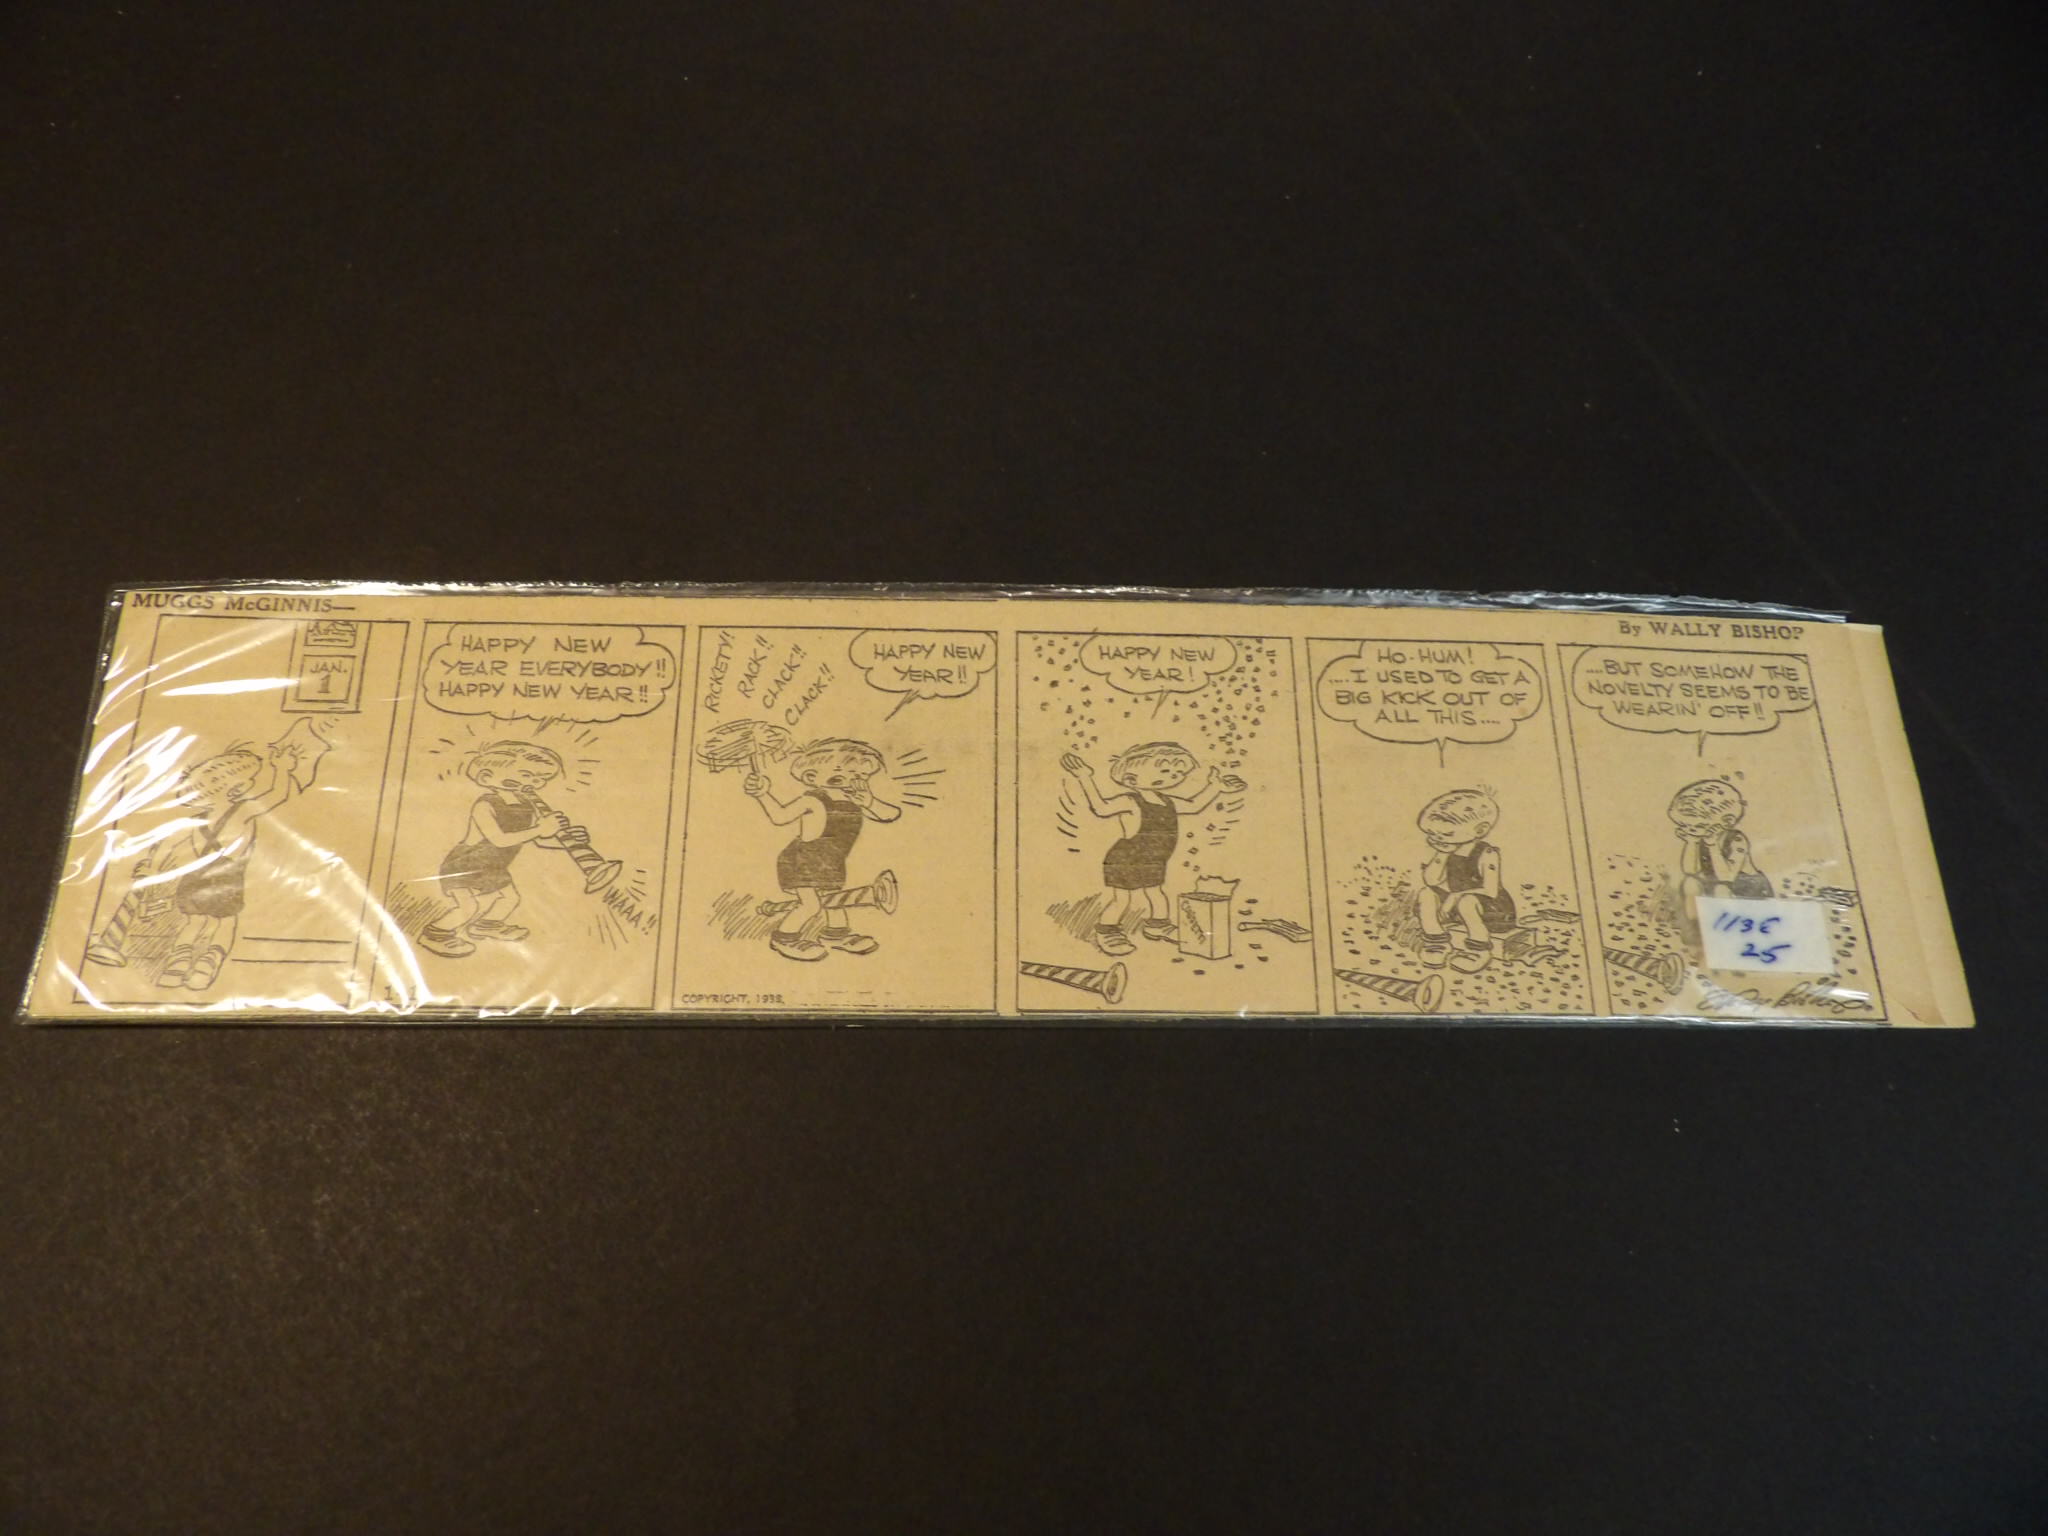 MUGGS McGINNIS—
By WALLY BISHOP
JAN.
1
HAPPY NEW
YEAR EVERYBODY!!
HAPPY NEW YEAR!!
WAAA!!
RICKETY!
RACK!!
CLACK!!
CLACK!!
HAPPY NEW
YEAR!!
COPYRIGHT, 1938,
HAPPY NEW
YEAR!
HO-HUM!
....I USED TO GET A
BIG KICK OUT OF
ALL THIS....
....BUT SOMEHOW THE
NOVELTY SEEMS TO BE
WEARIN' OFF!!
113E
25
Wally Bishop